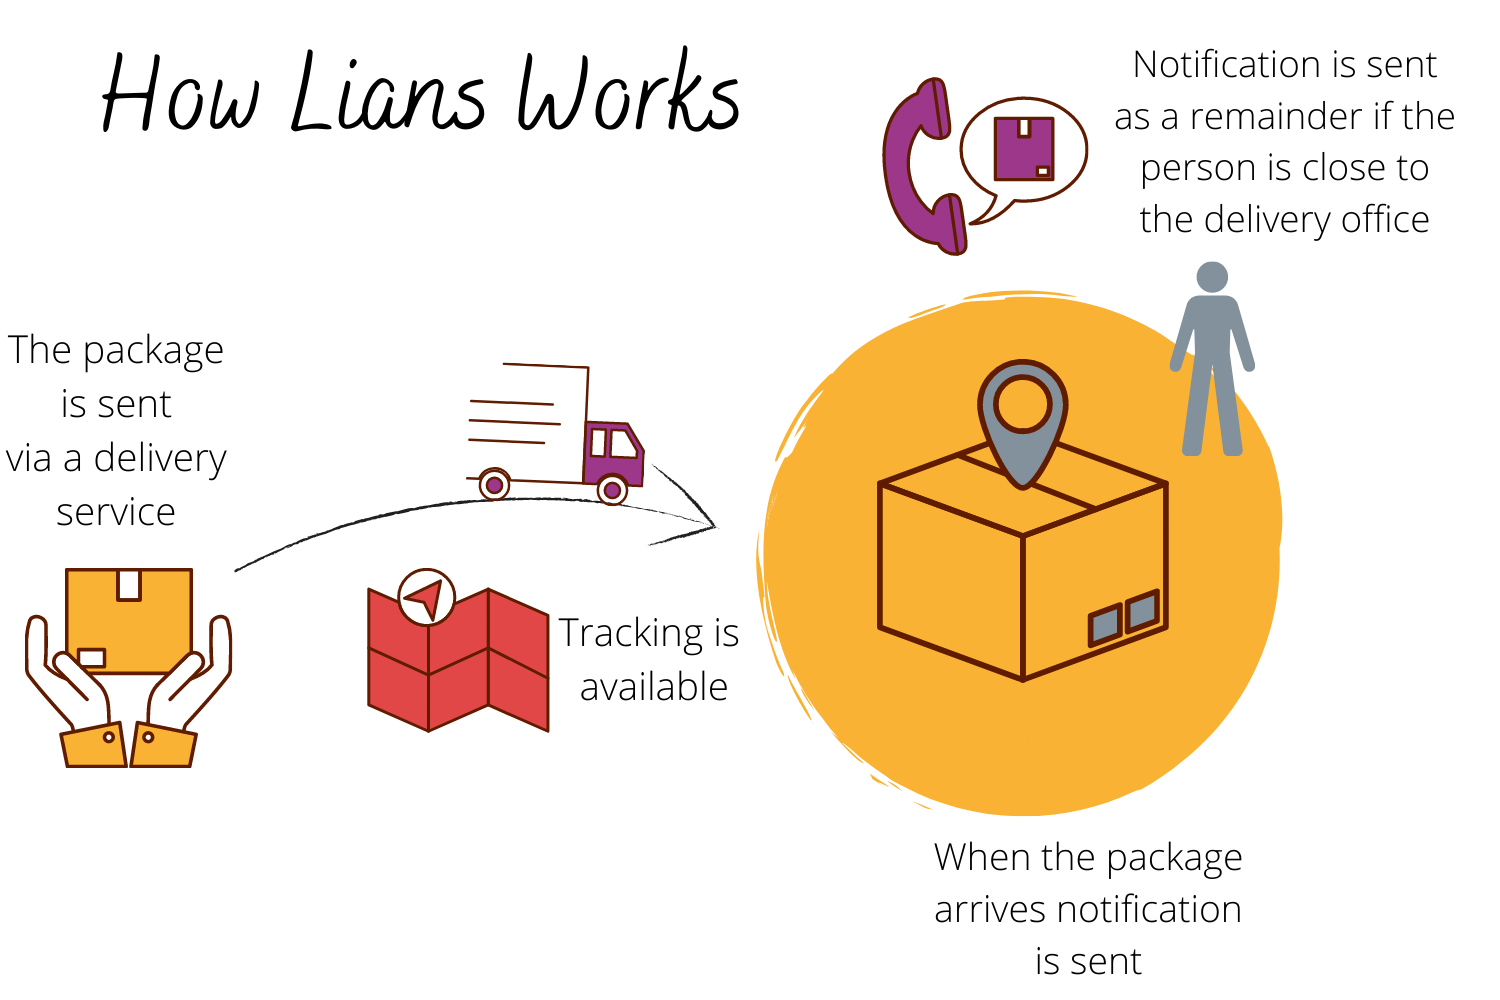 How Lians Works
Notification is sent
as a remainder if the
person is close to
the delivery office
The package
is sent
via a delivery
service
Tracking is
available
When the package
arrives notification
is sent